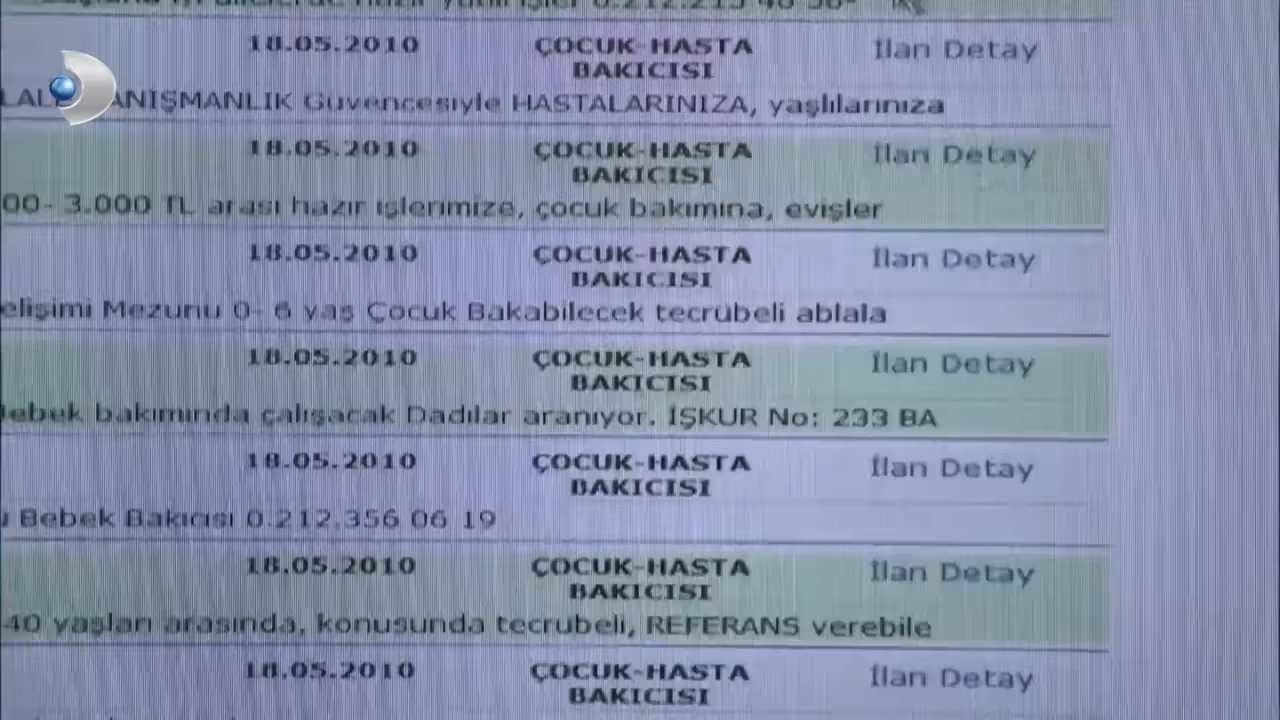 18.05.2010 ÇOCUK-HASTA BAKICISI İlan Detay
ANIŞMANLIK Güvencesiyle HASTALARINIZA, yaşlılarınıza
18.05.2010 ÇOCUK-HASTA BAKICISI İlan Detay
00- 3.000 TL arası hazır işlerimize, çocuk bakımına, evişler
18.05.2010 ÇOCUK-HASTA BAKICISI İlan Detay
elişimi Mezunu 0- 6 yaş Çocuk Bakabilecek tecrübeli ablala
18.05.2010 ÇOCUK-HASTA BAKICISI İlan Detay
ebek bakımında çalışacak Dadılar aranıyor. İŞKUR No: 233 BA
18.05.2010 ÇOCUK-HASTA BAKICISI İlan Detay
Bebek Bakıcısı 0.212.356 06 19
18.05.2010 ÇOCUK-HASTA BAKICISI İlan Detay
40 yaşları arasında, konusunda tecrübeli, REFERANS verebile
18.05.2010 ÇOCUK-HASTA BAKICISI İlan Detay